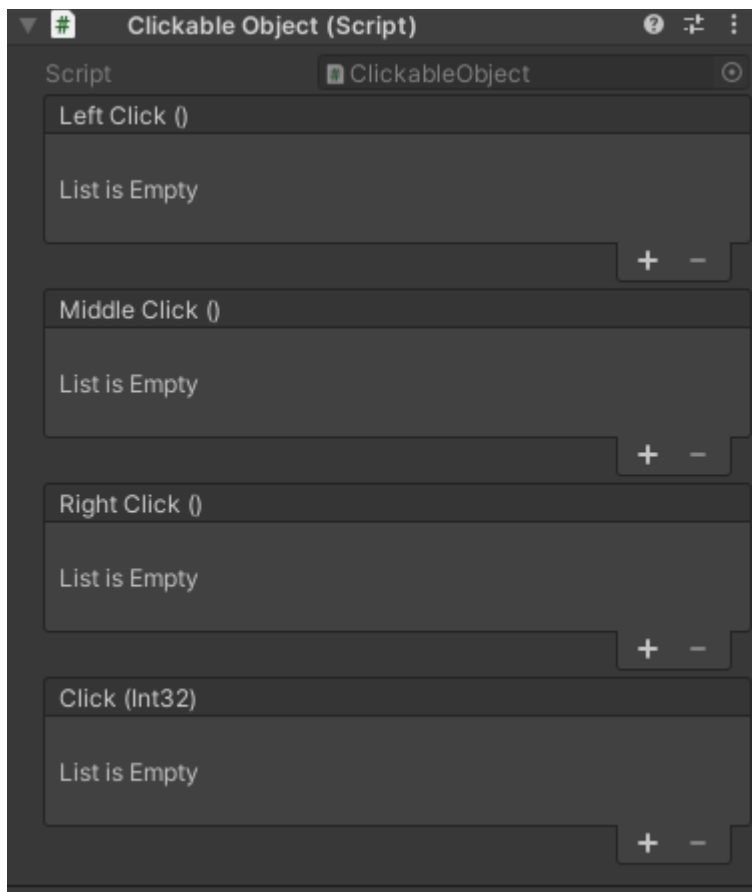 # Clickable Object (Script)
Script # ClickableObject
Left Click ()
List is Empty
+ −
Middle Click ()
List is Empty
+ −
Right Click ()
List is Empty
+ −
Click (Int32)
List is Empty
+ −